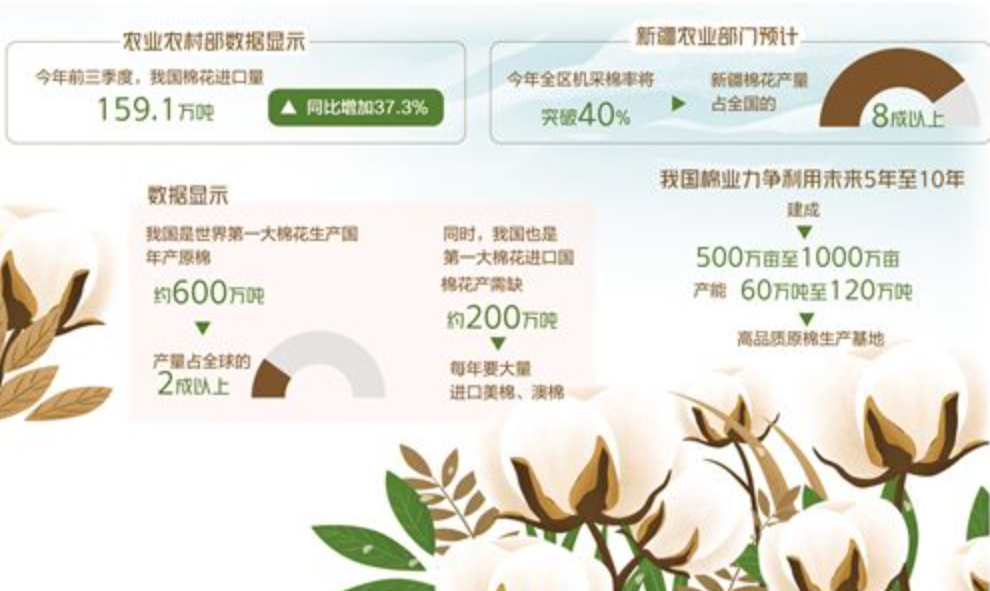 农业农村部数据显示
今年前三季度，我国棉花进口量
159.1万吨
▲ 同比增加37.3%
新疆农业部门预计
今年全区机采棉率将
突破40%
新疆棉花产量
占全国的
8成以上
数据显示
我国是世界第一大棉花生产国
年产原棉
约600万吨
产量占全球的
2成以上
同时，我国也是
第一大棉花进口国
棉花产需缺
约200万吨
每年要大量
进口美棉、澳棉
我国棉业力争利用未来5年至10年
建成
500万亩至1000万亩
产能 60万吨至120万吨
高品质原棉生产基地